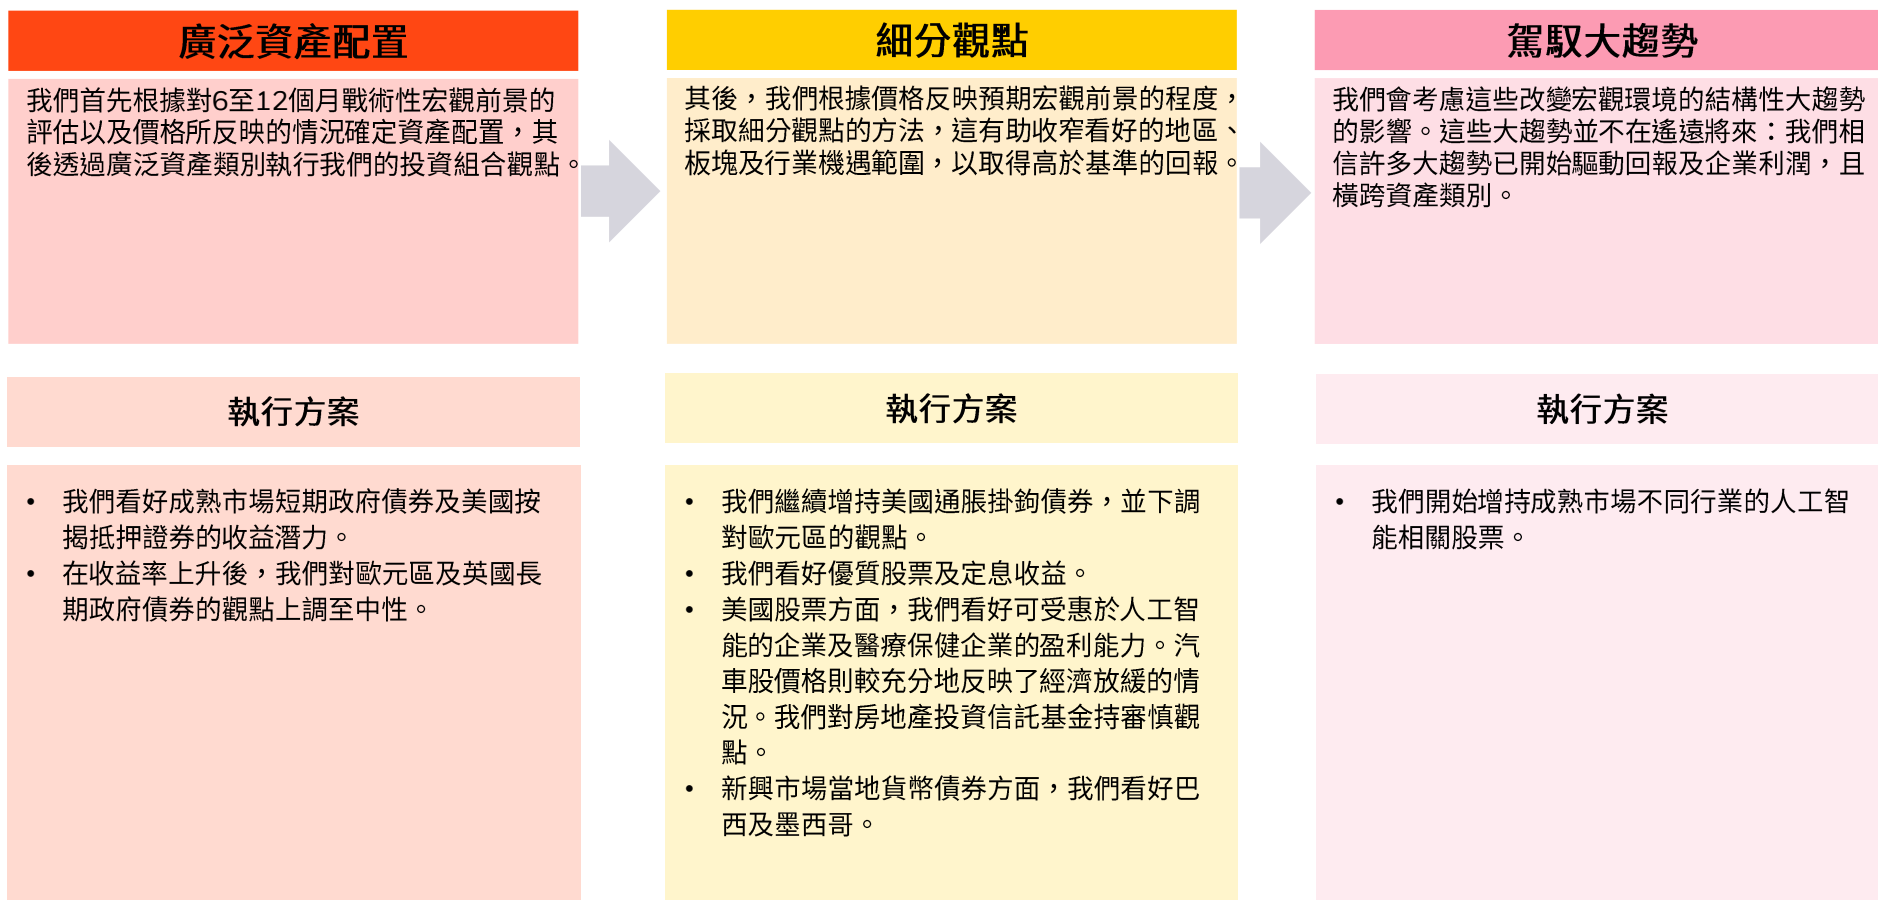 廣泛資產配置
我們首先根據對6至12個月戰術性宏觀前景的
評估以及價格所反映的情況確定資產配置，其
後透過廣泛資產類別執行我們的投資組合觀點。
細分觀點
其後，我們根據價格反映預期宏觀前景的程度，
採取細分觀點的方法，這有助收窄看好的地區、
板塊及行業機遇範圍，以取得高於基準的回報。
駕馭大趨勢
我們會考慮這些改變宏觀環境的結構性大趨勢
的影響。這些大趨勢並不在遙遠將來：我們相
信許多大趨勢已開始驅動回報及企業利潤，且
橫跨資產類別。
執行方案
• 我們看好成熟市場短期政府債券及美國按
揭抵押證券的收益潛力。
• 在收益率上升後，我們對歐元區及英國長
期政府債券的觀點上調至中性。
執行方案
• 我們繼續增持美國通脹掛鉤債券，並下調
對歐元區的觀點。
• 我們看好優質股票及定息收益。
• 美國股票方面，我們看好可受惠於人工智
能的企業及醫療保健企業的盈利能力。汽
車股價格則較充分地反映了經濟放緩的情
況。我們對房地產投資信託基金持審慎觀
點。
• 新興市場當地貨幣債券方面，我們看好巴
西及墨西哥。
執行方案
• 我們開始增持成熟市場不同行業的人工智
能相關股票。